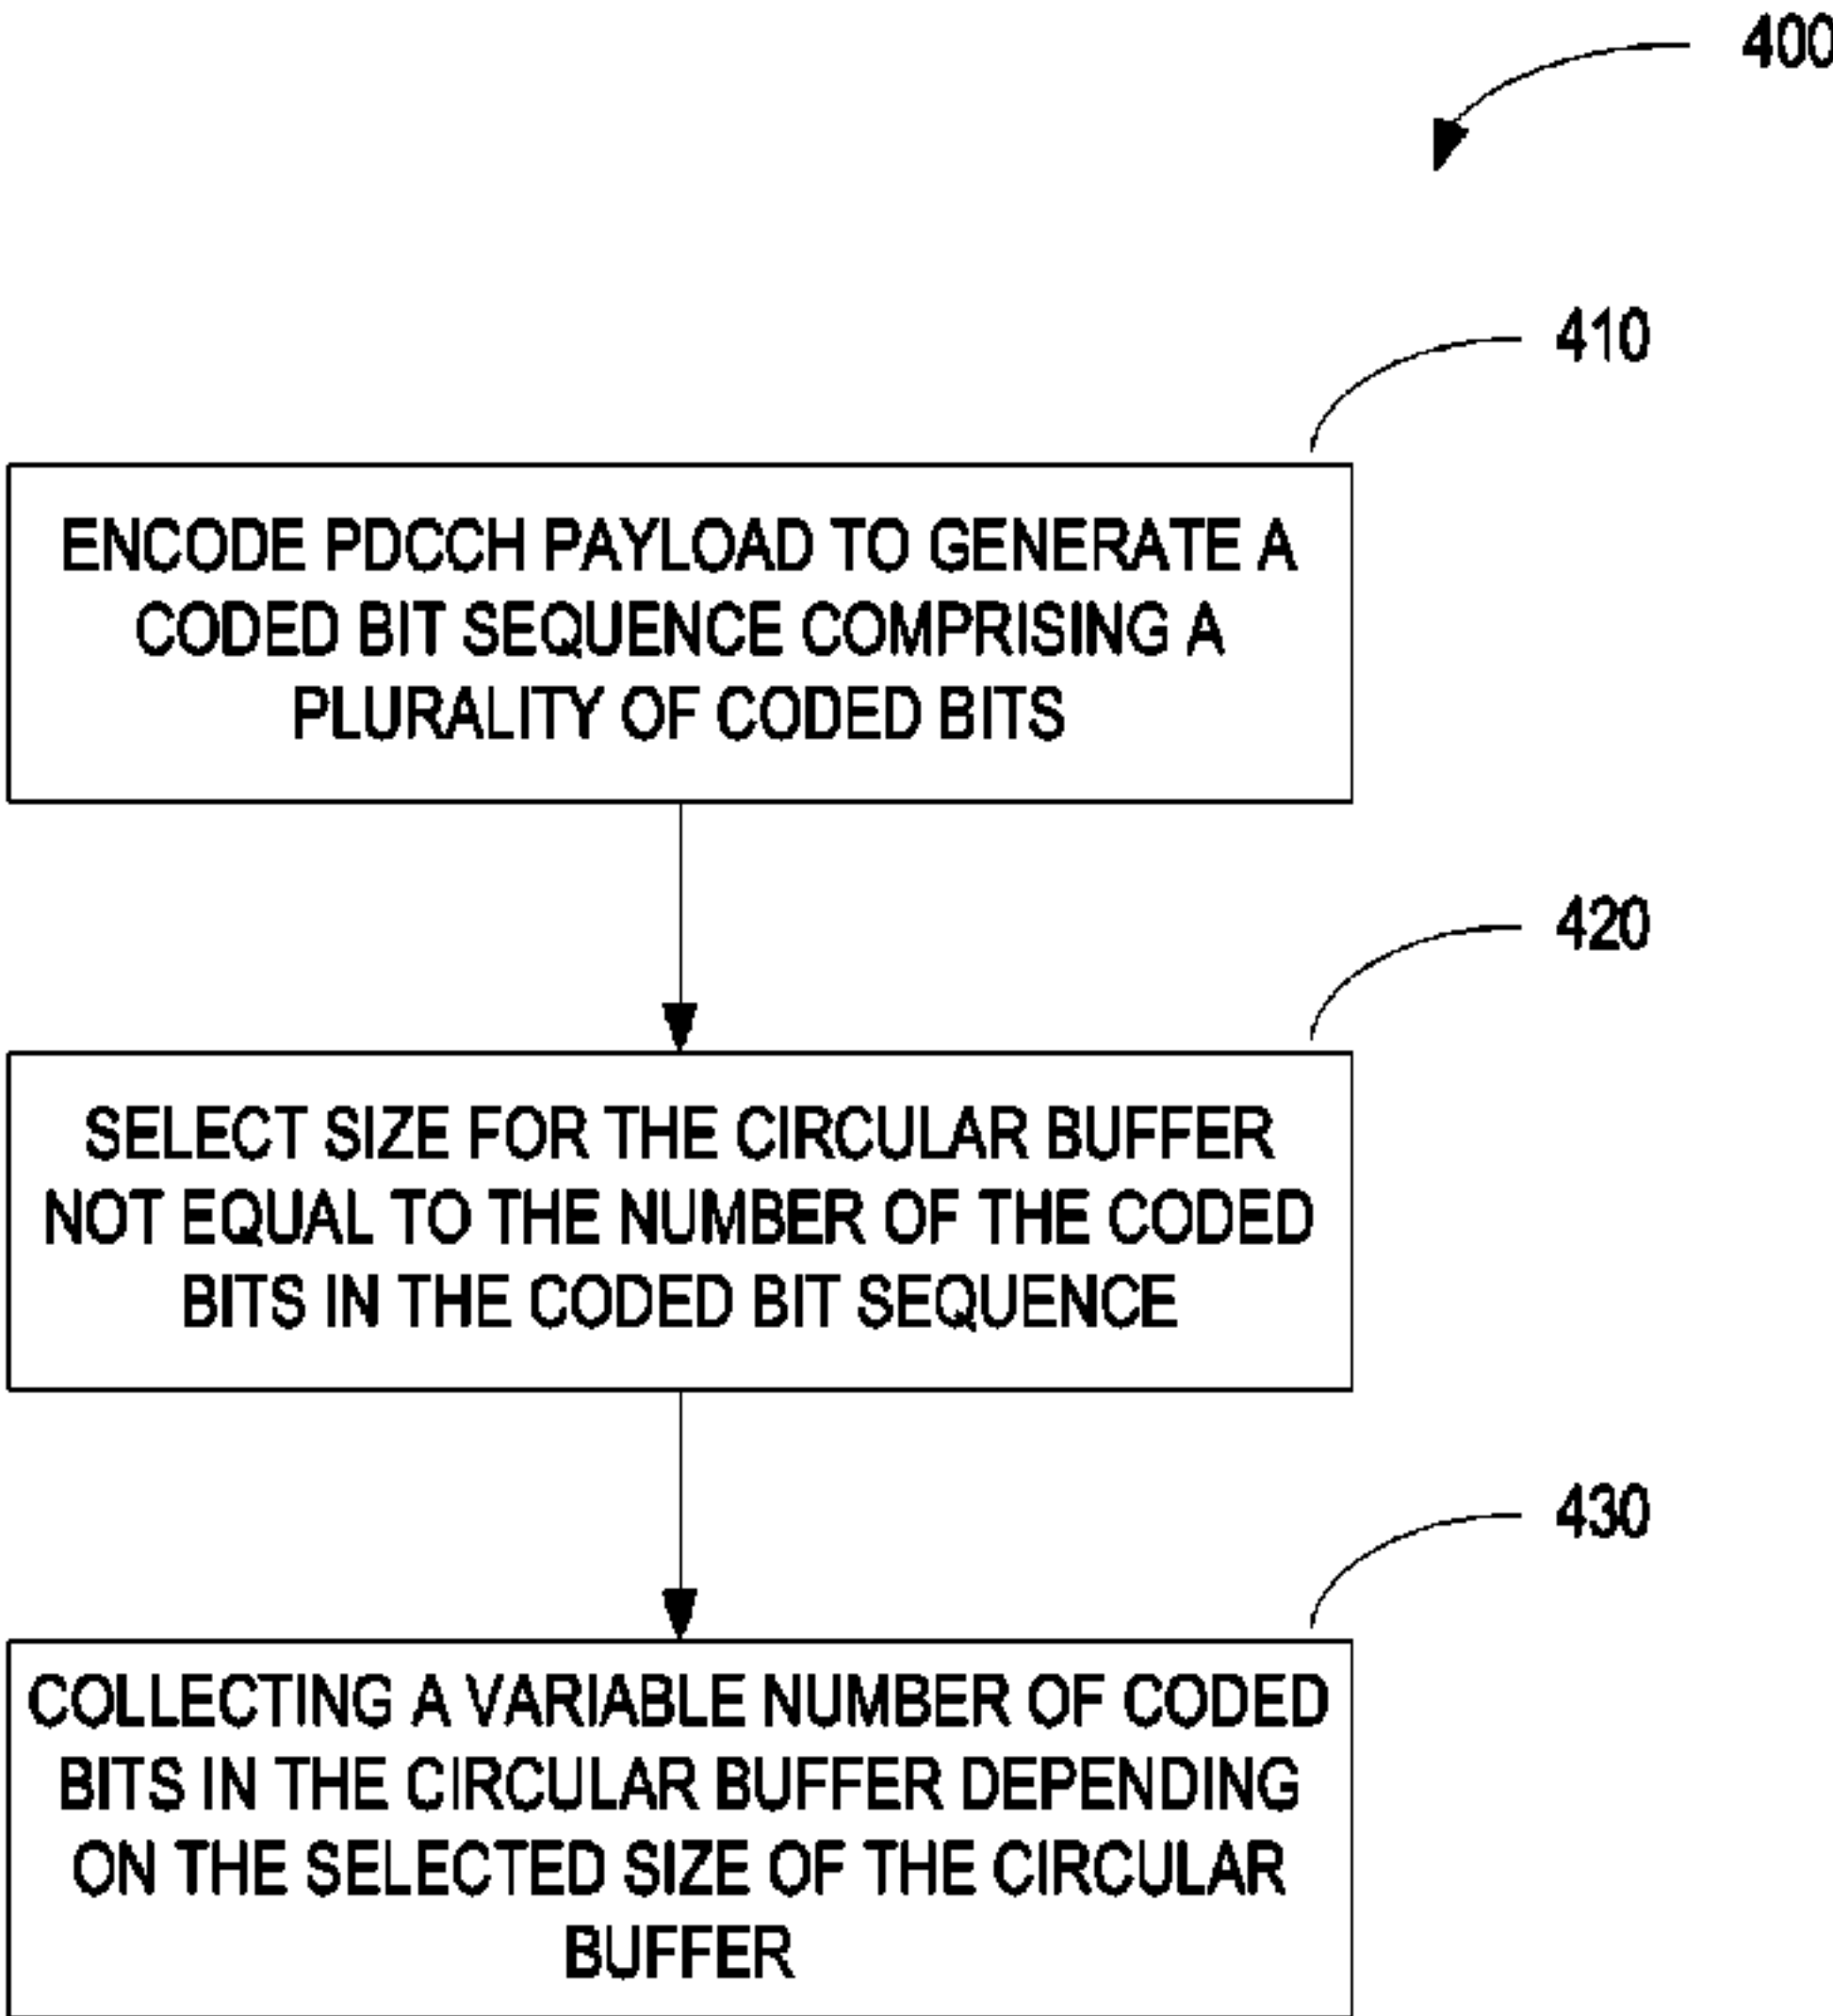 400
410
ENCODE PDCCH PAYLOAD TO GENERATE A
CODED BIT SEQUENCE COMPRISING A
PLURALITY OF CODED BITS
420
SELECT SIZE FOR THE CIRCULAR BUFFER
NOT EQUAL TO THE NUMBER OF THE CODED
BITS IN THE CODED BIT SEQUENCE
430
COLLECTING A VARIABLE NUMBER OF CODED
BITS IN THE CIRCULAR BUFFER DEPENDING
ON THE SELECTED SIZE OF THE CIRCULAR
BUFFER